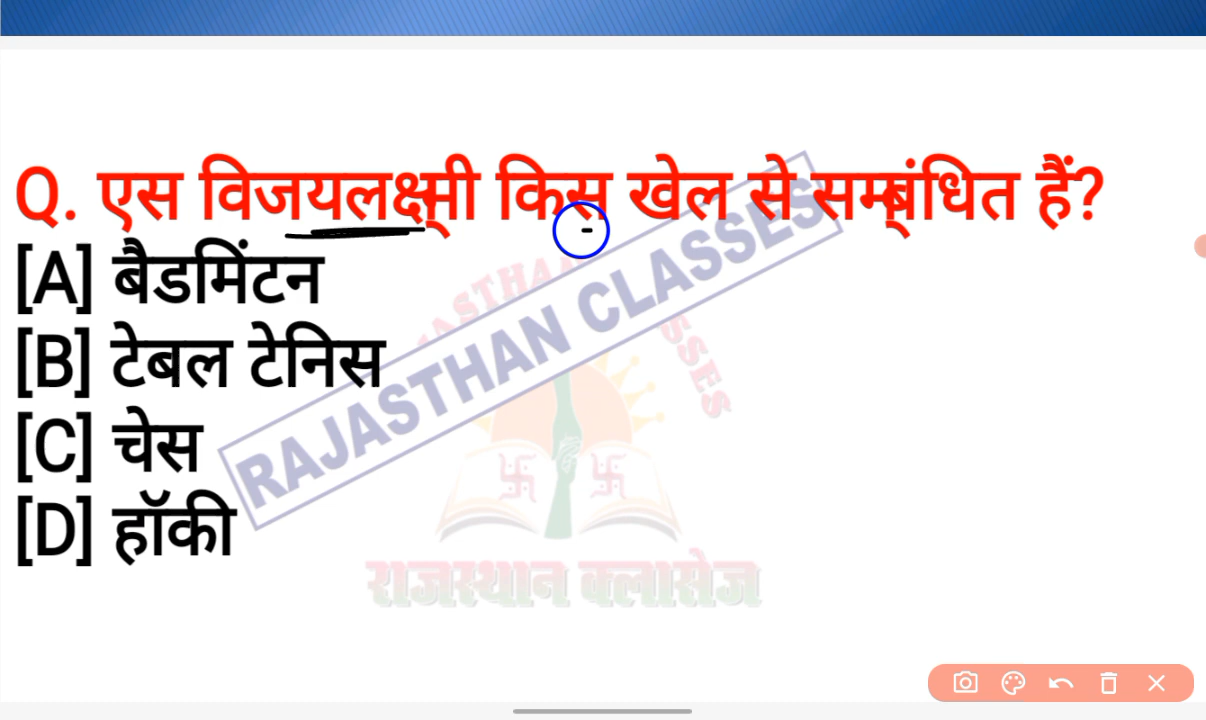 Q. एस विजयलक्ष्मी किस खेल से सम्बंधित हैं?
[A] बैडमिंटन
[B] टेबल टेनिस
[C] चेस
[D] हॉकी
RAJASTHAN CLASSES
राजस्थान क्लासेज